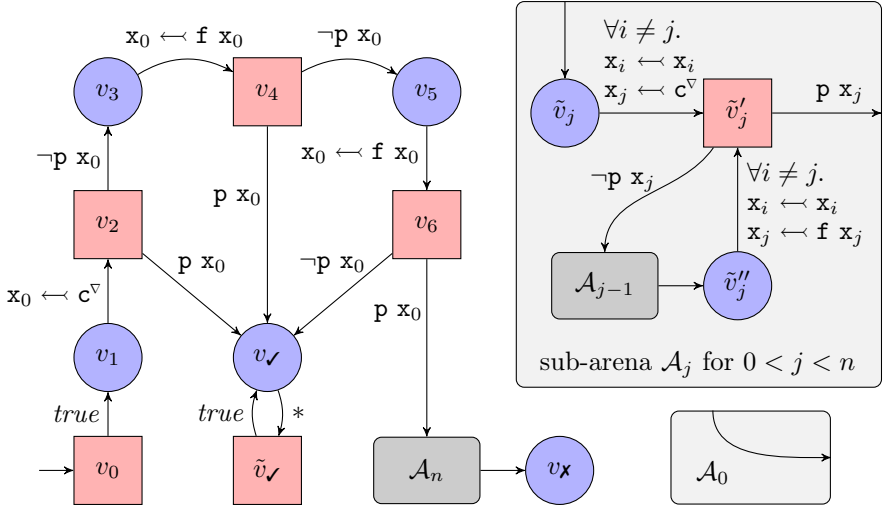 x₀ ↢ f x₀
¬p x₀
v₃
v₄
v₅
¬p x₀
p x₀
x₀ ↢ f x₀
v₂
v₆
p x₀
¬p x₀
p x₀
x₀ ↢ c^∇
v₁
v✓
true
true
*
v₀
ṽ✓
𝒜ₙ
v✗
∀i ≠ j.
xᵢ ↢ xᵢ
xⱼ ↢ c^∇
p xⱼ
ṽⱼ
ṽ′ⱼ
¬p xⱼ
∀i ≠ j.
xᵢ ↢ xᵢ
xⱼ ↢ f xⱼ
𝒜ⱼ₋₁
ṽ″ⱼ
sub-arena 𝒜ⱼ for 0 < j < n
𝒜₀